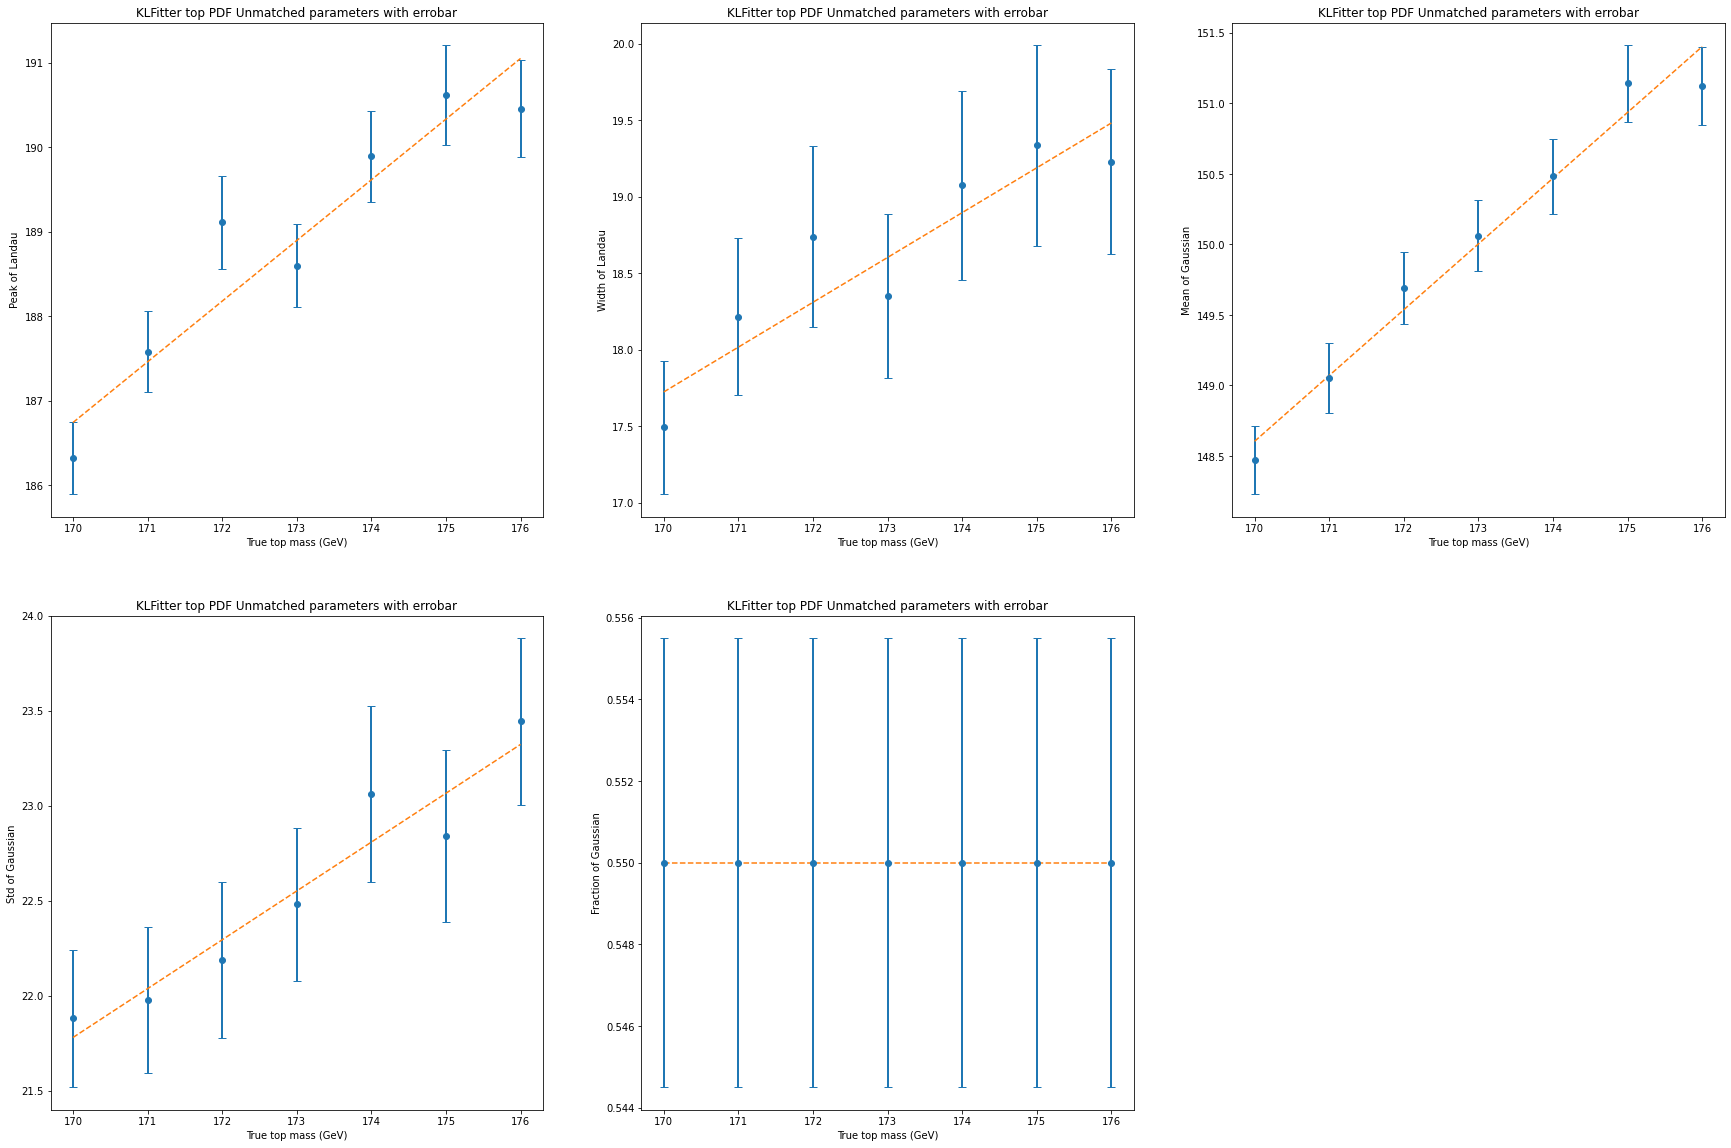 KLFitter top PDF Unmatched parameters with errobar
Peak of Landau
191
190
189
188
187
186
170 171 172 173 174 175 176
True top mass (GeV)
KLFitter top PDF Unmatched parameters with errobar
Width of Landau
20.0
19.5
19.0
18.5
18.0
17.5
17.0
170 171 172 173 174 175 176
True top mass (GeV)
KLFitter top PDF Unmatched parameters with errobar
Mean of Gaussian
151.5
151.0
150.5
150.0
149.5
149.0
148.5
170 171 172 173 174 175 176
True top mass (GeV)
KLFitter top PDF Unmatched parameters with errobar
Std of Gaussian
24.0
23.5
23.0
22.5
22.0
21.5
170 171 172 173 174 175 176
True top mass (GeV)
KLFitter top PDF Unmatched parameters with errobar
Fraction of Gaussian
0.556
0.554
0.552
0.550
0.548
0.546
0.544
170 171 172 173 174 175 176
True top mass (GeV)